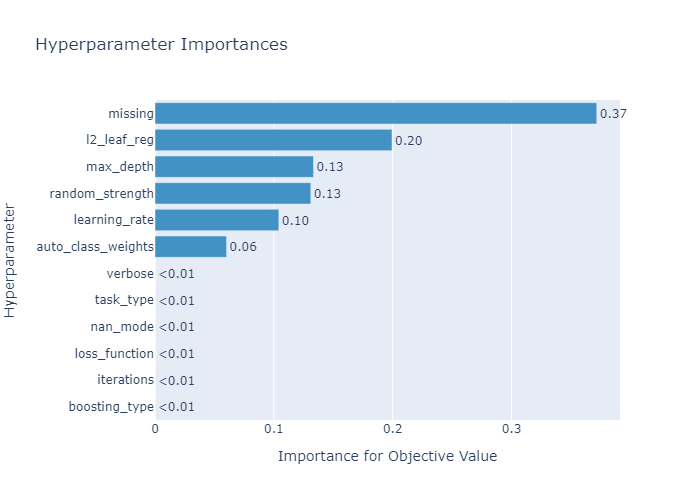 Hyperparameter Importances
Hyperparameter
missing 0.37
l2_leaf_reg 0.20
max_depth 0.13
random_strength 0.13
learning_rate 0.10
auto_class_weights 0.06
verbose <0.01
task_type <0.01
nan_mode <0.01
loss_function <0.01
iterations <0.01
boosting_type <0.01
0 0.1 0.2 0.3
Importance for Objective Value